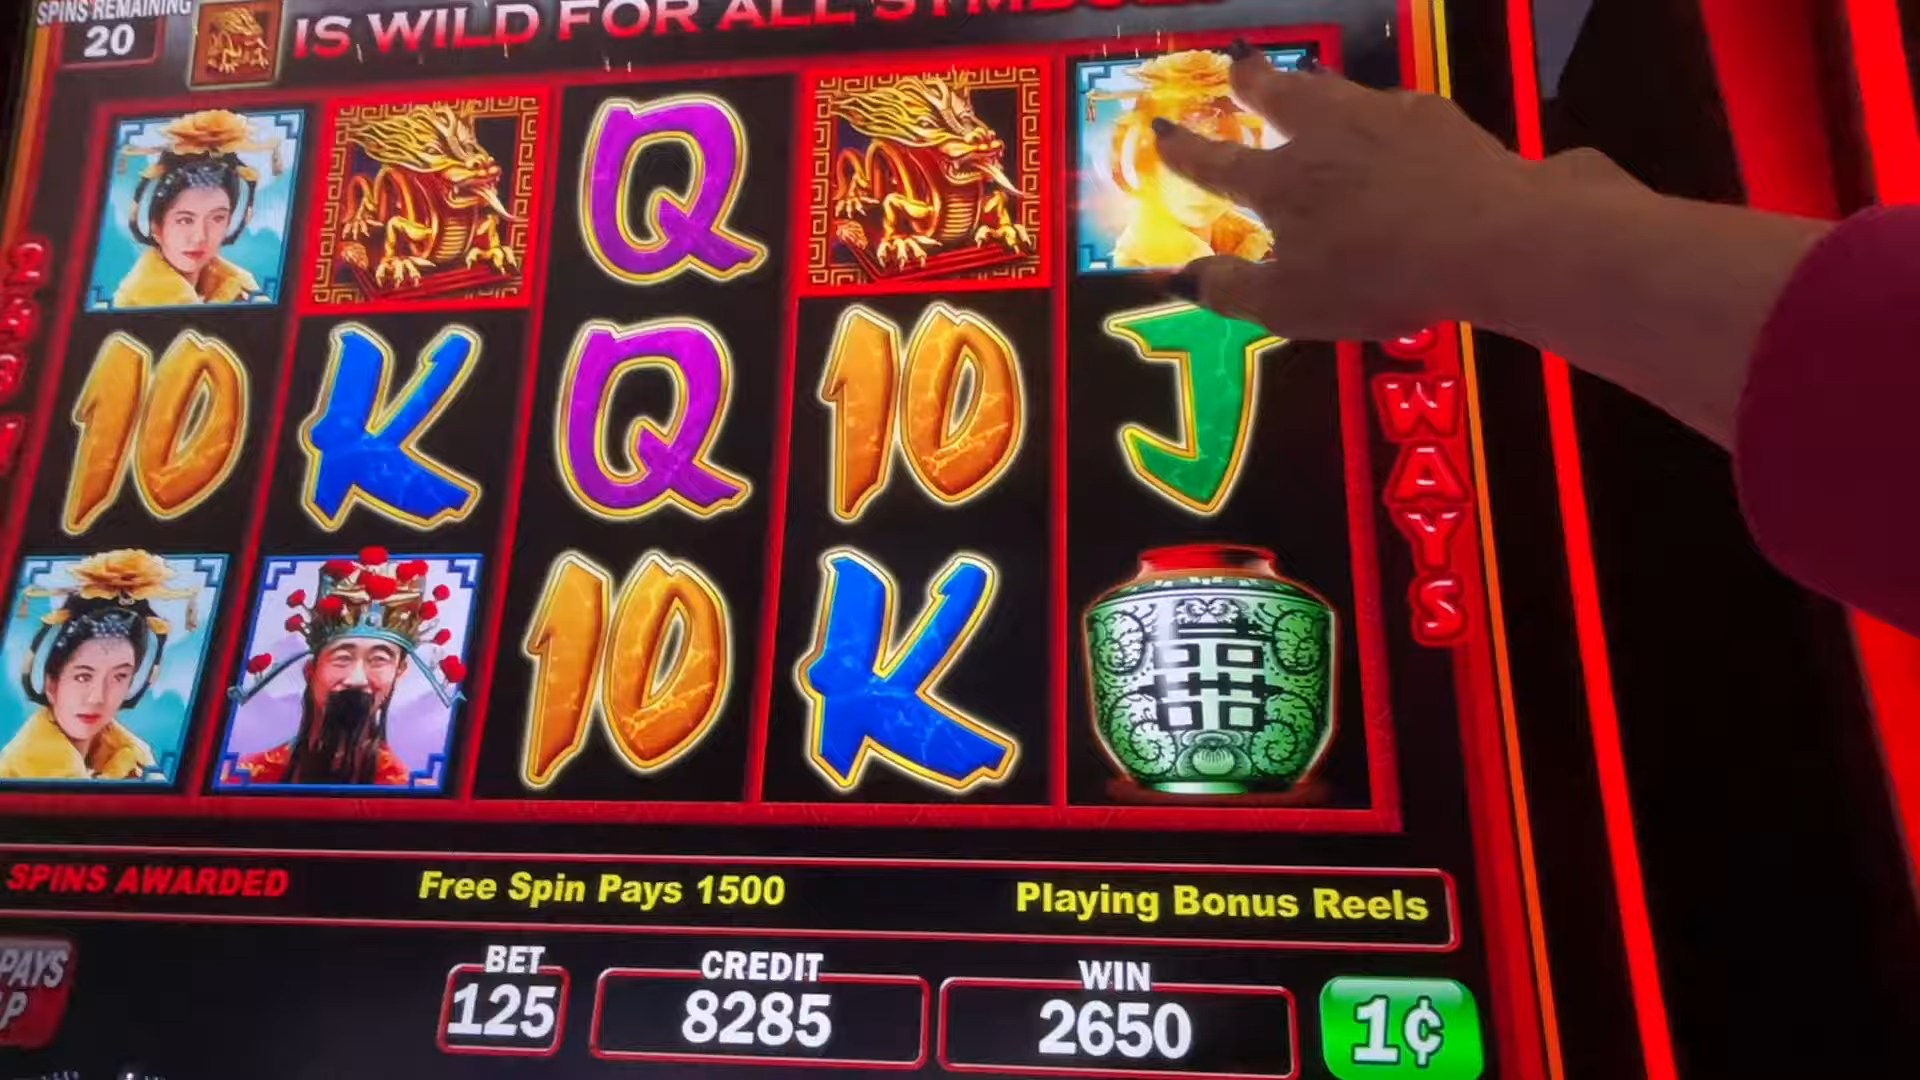 SPINS REMAINING
20
IS WILD FOR ALL SYMBOLS
Q
10 K Q 10 J
10 K
WAYS
SPINS AWARDED
Free Spin Pays 1500
Playing Bonus Reels
PAYS
BET
125
CREDIT
8285
WIN
2650
1¢